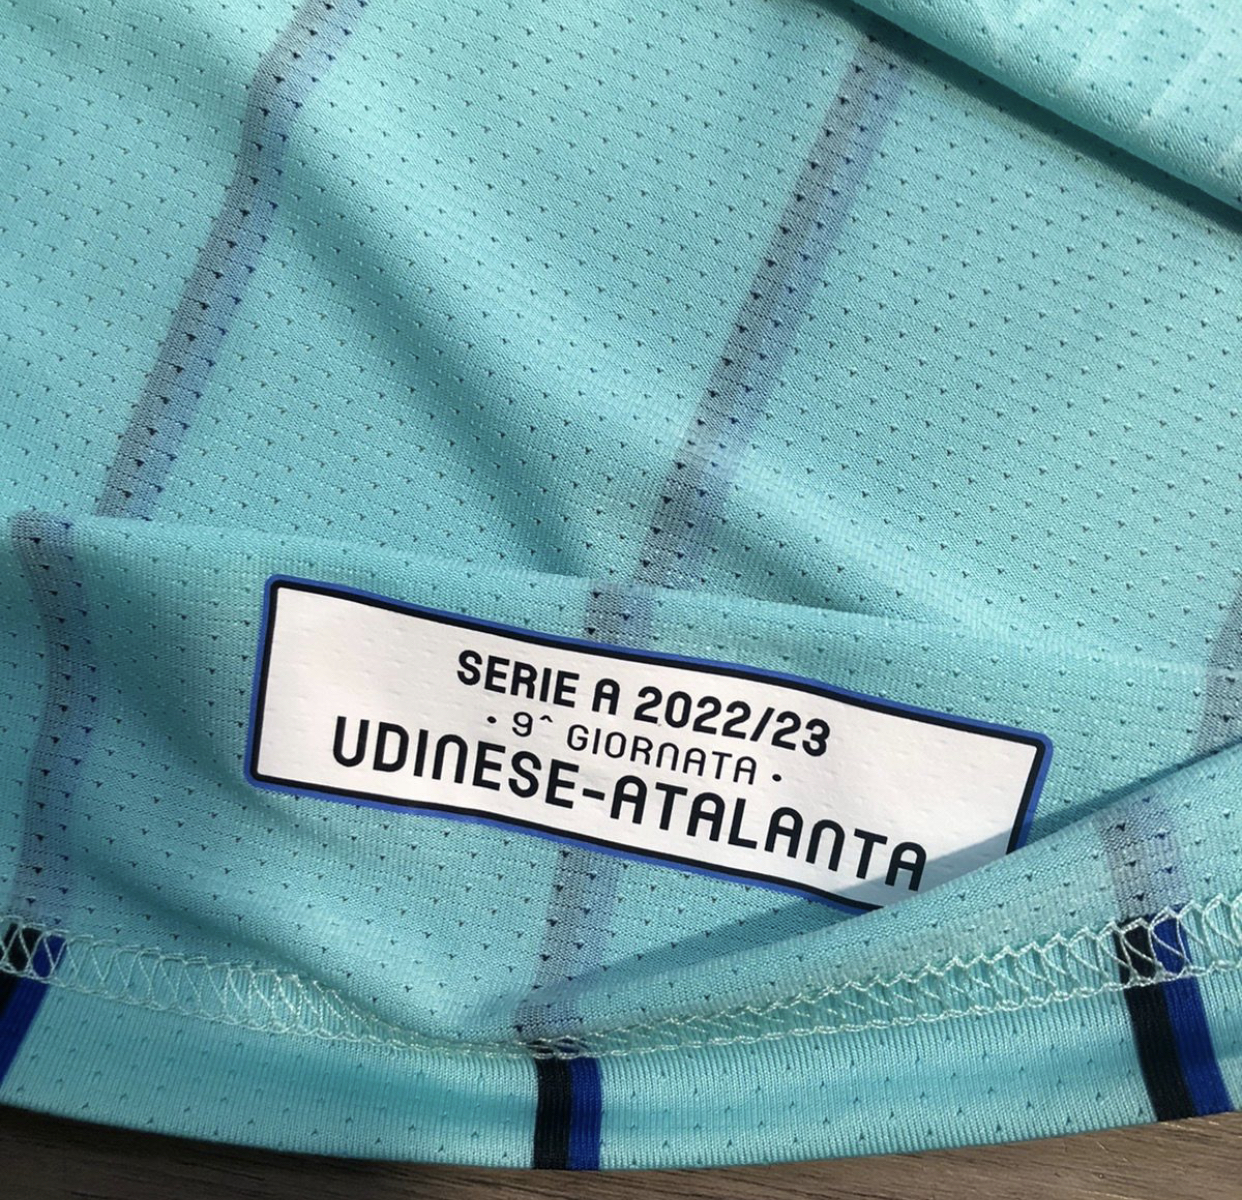 SERIE A 2022/23
• 9^ GIORNATA •
UDINESE-ATALANTA